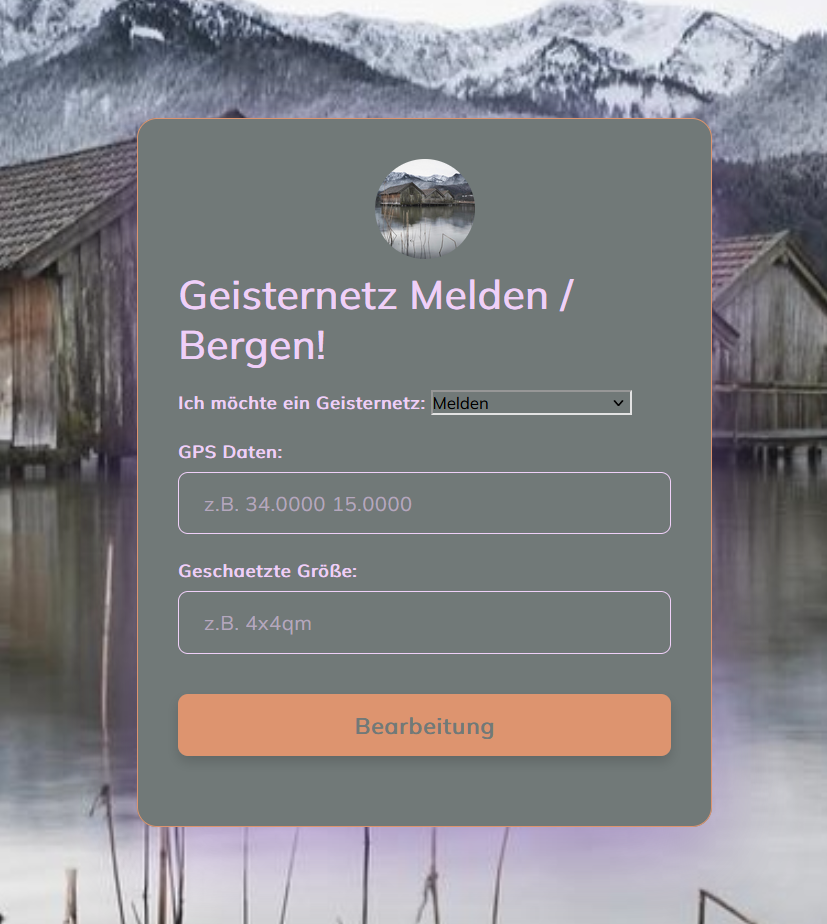 Geisternetz Melden /
Bergen!
Ich möchte ein Geisternetz: Melden
GPS Daten:
z.B. 34.0000 15.0000
Geschaetzte Größe:
z.B. 4x4qm
Bearbeitung